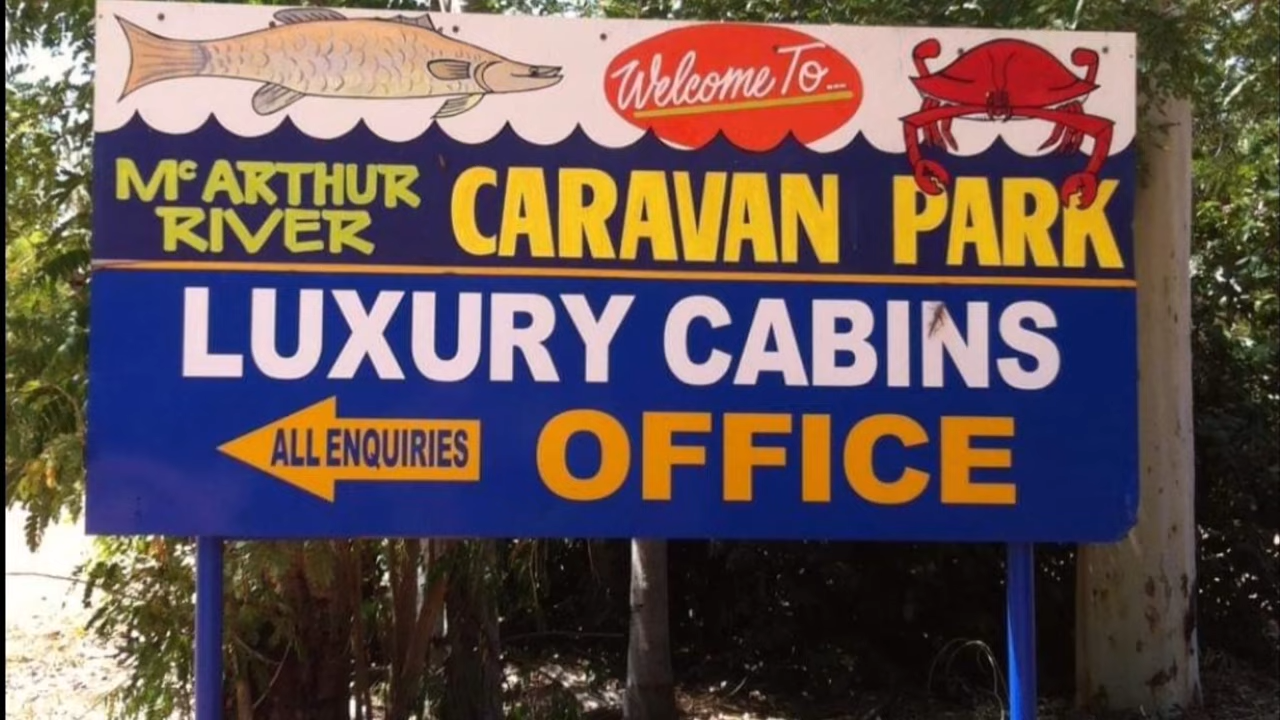 Welcome To...
McARTHUR
RIVER
CARAVAN PARK
LUXURY CABINS
ALL ENQUIRIES
OFFICE